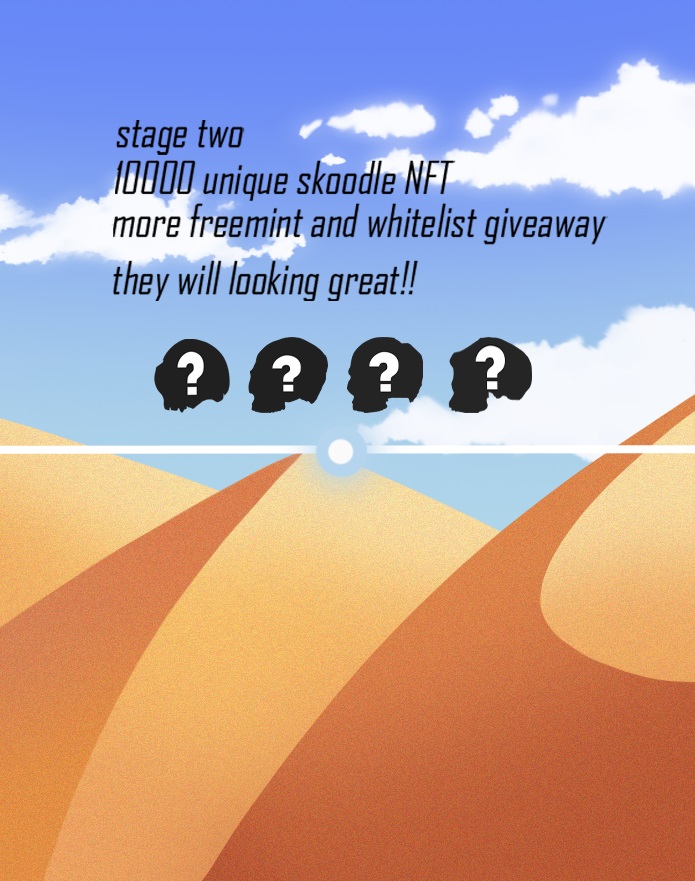 stage two
10000 unique skoodle NFT
more freemint and whitelist giveaway
they will looking great!!
? ? ? ?